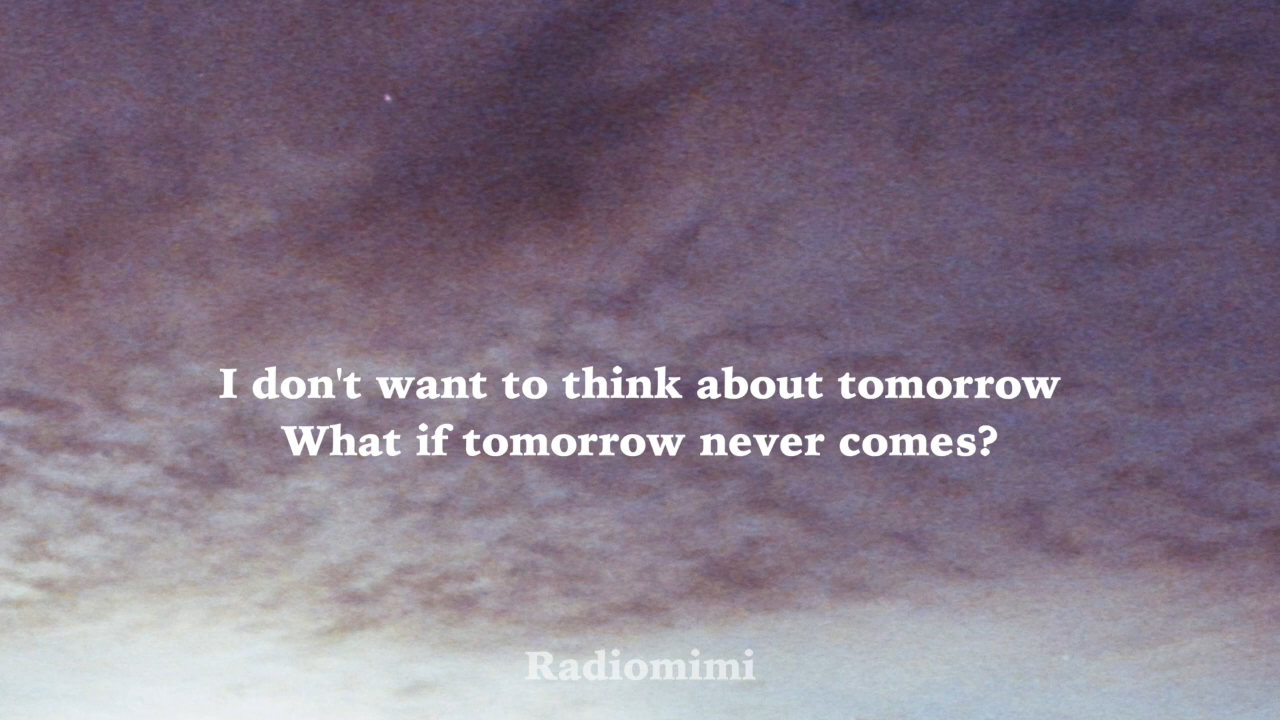 I don't want to think about tomorrow
What if tomorrow never comes?
Radiomimi